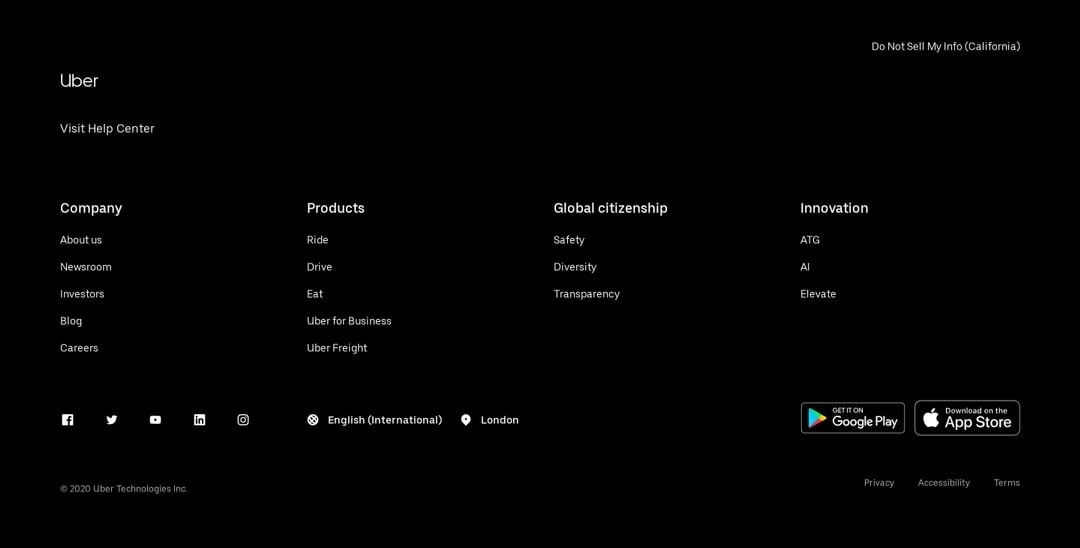 Do Not Sell My Info (California)
Uber
Visit Help Center
Company
About us
Newsroom
Investors
Blog
Careers
Products
Ride
Drive
Eat
Uber for Business
Uber Freight
Global citizenship
Safety
Diversity
Transparency
Innovation
ATG
AI
Elevate
English (International)
London
GET IT ON
Google Play
Download on the
App Store
© 2020 Uber Technologies Inc.
Privacy
Accessibility
Terms